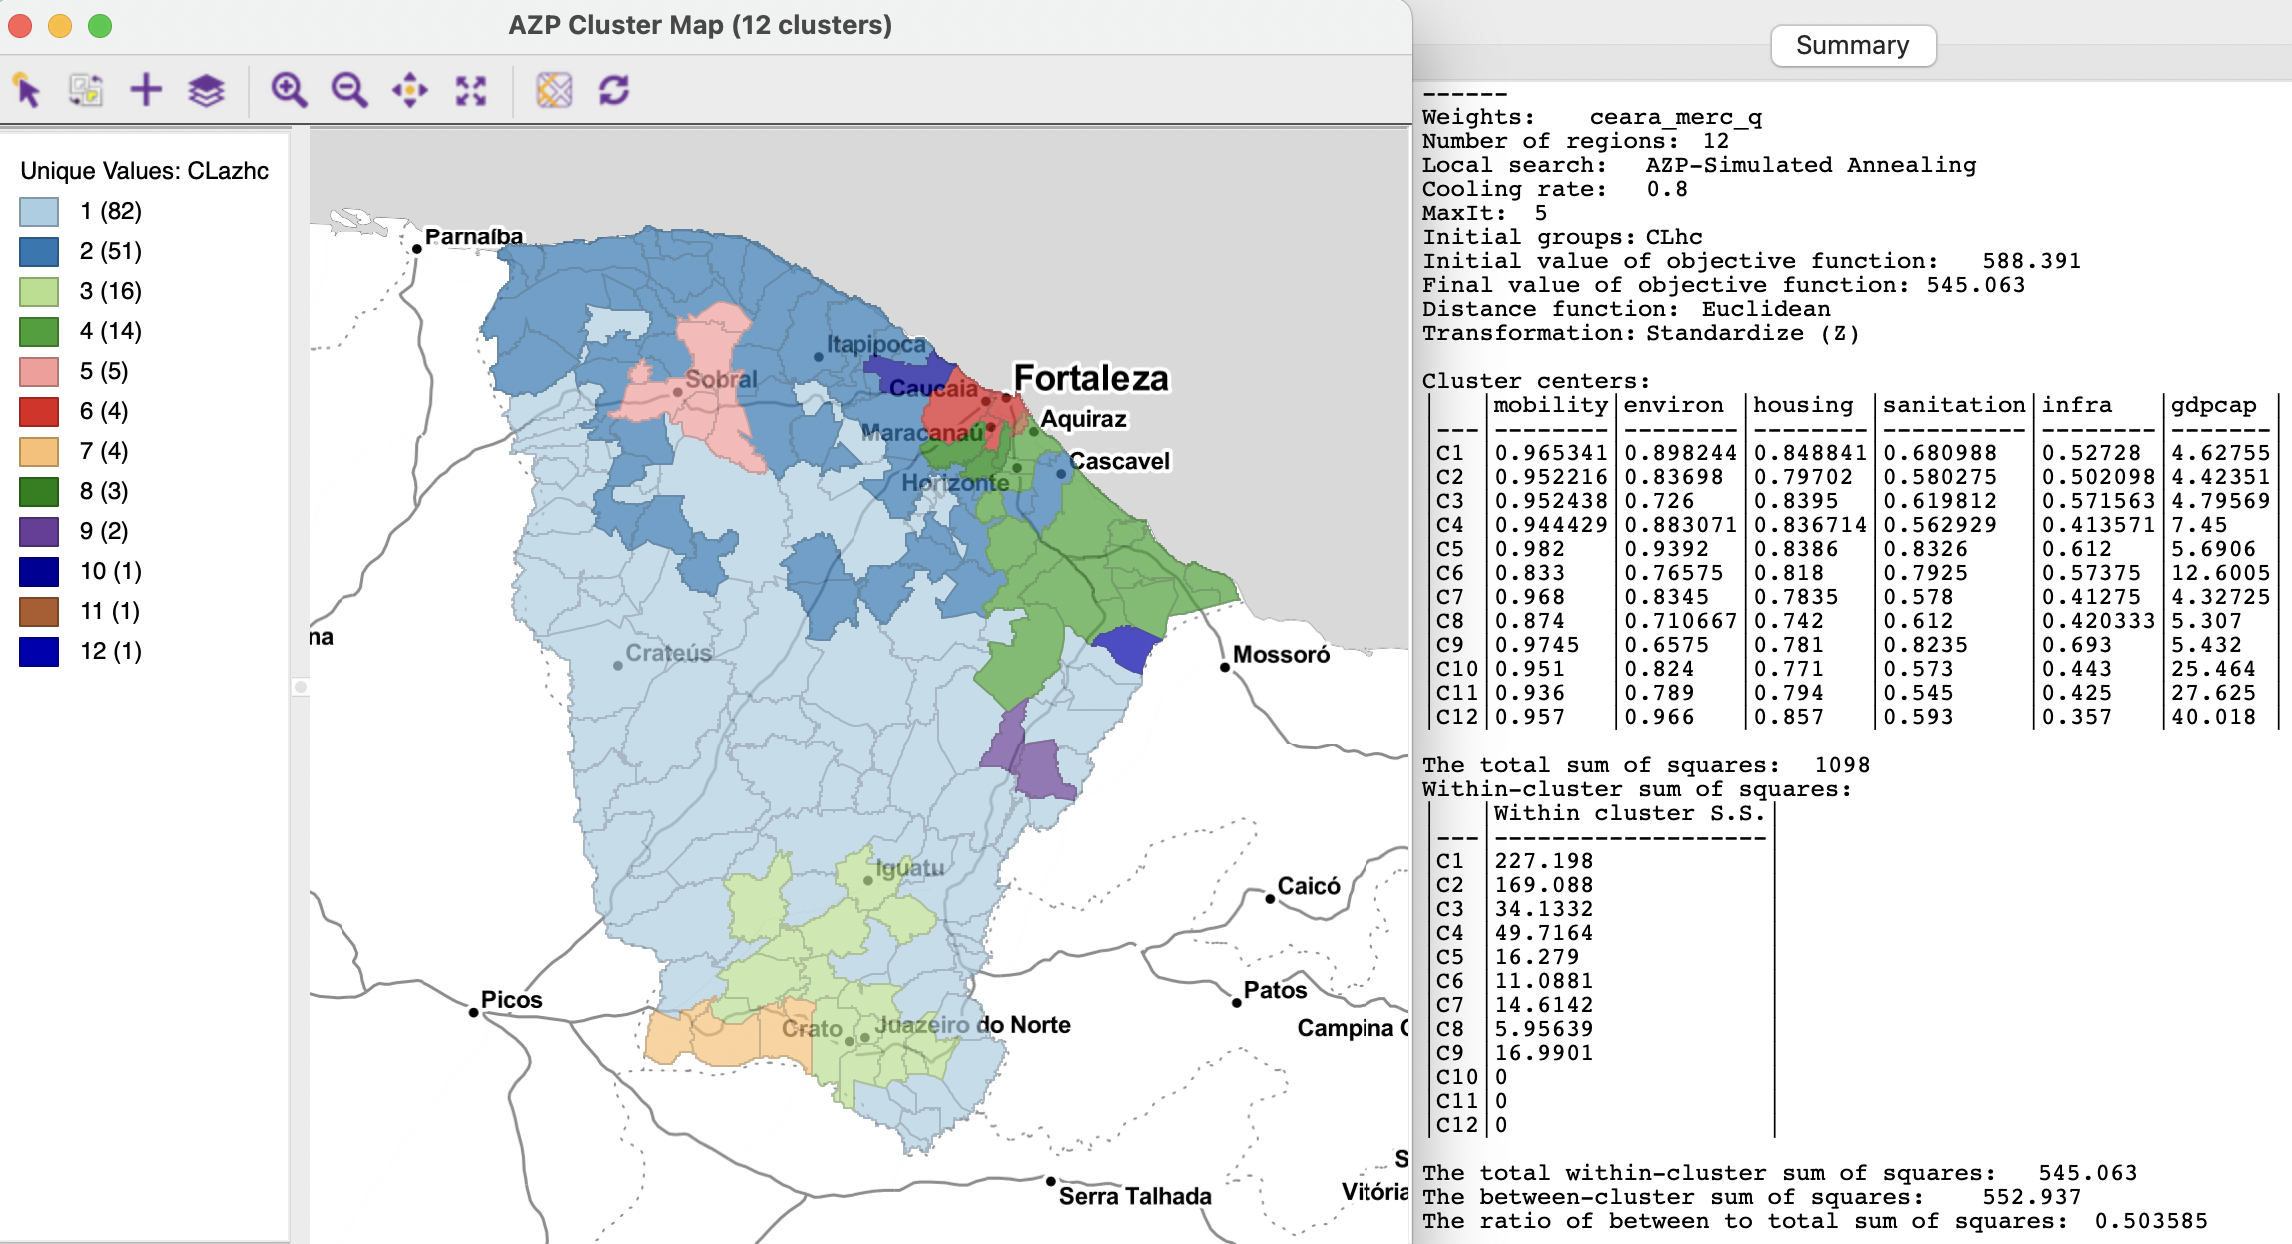 AZP Cluster Map (12 clusters)
Unique Values: CLazhc
1 (82)
2 (51)
3 (16)
4 (14)
5 (5)
6 (4)
7 (4)
8 (3)
9 (2)
10 (1)
11 (1)
12 (1)
Parnaíba
Itapipoca
Sobral
Caucaia
Fortaleza
Aquiraz
Maracanaú
Cascavel
Horizonte
na
Crateús
Mossoró
Iguatu
Caicó
Picos
Patos
Crato
Juazeiro do Norte
Campina
Serra Talhada
S
Vitória
Summary
------
Weights: ceara_merc_q
Number of regions: 12
Local search: AZP-Simulated Annealing
Cooling rate: 0.8
MaxIt: 5
Initial groups: CLhc
Initial value of objective function: 588.391
Final value of objective function: 545.063
Distance function: Euclidean
Transformation: Standardize (Z)
Cluster centers:
| |mobility|environ |housing |sanitation|infra |gdpcap |
|---|--------|--------|--------|----------|--------|-------|
|C1 |0.965341|0.898244|0.848841|0.680988 |0.52728 |4.62755|
|C2 |0.952216|0.83698 |0.79702 |0.580275 |0.502098|4.42351|
|C3 |0.952438|0.726 |0.8395 |0.619812 |0.571563|4.79569|
|C4 |0.944429|0.883071|0.836714|0.562929 |0.413571|7.45 |
|C5 |0.982 |0.9392 |0.8386 |0.8326 |0.612 |5.6906 |
|C6 |0.833 |0.76575 |0.818 |0.7925 |0.57375 |12.6005|
|C7 |0.968 |0.8345 |0.7835 |0.578 |0.41275 |4.32725|
|C8 |0.874 |0.710667|0.742 |0.612 |0.420333|5.307 |
|C9 |0.9745 |0.6575 |0.781 |0.8235 |0.693 |5.432 |
|C10|0.951 |0.824 |0.771 |0.573 |0.443 |25.464 |
|C11|0.936 |0.789 |0.794 |0.545 |0.425 |27.625 |
|C12|0.957 |0.966 |0.857 |0.593 |0.357 |40.018 |
The total sum of squares: 1098
Within-cluster sum of squares:
| |Within cluster S.S.|
|---|-------------------|
|C1 |227.198 |
|C2 |169.088 |
|C3 |34.1332 |
|C4 |49.7164 |
|C5 |16.279 |
|C6 |11.0881 |
|C7 |14.6142 |
|C8 |5.95639 |
|C9 |16.9901 |
|C10|0 |
|C11|0 |
|C12|0 |
The total within-cluster sum of squares: 545.063
The between-cluster sum of squares: 552.937
The ratio of between to total sum of squares: 0.503585